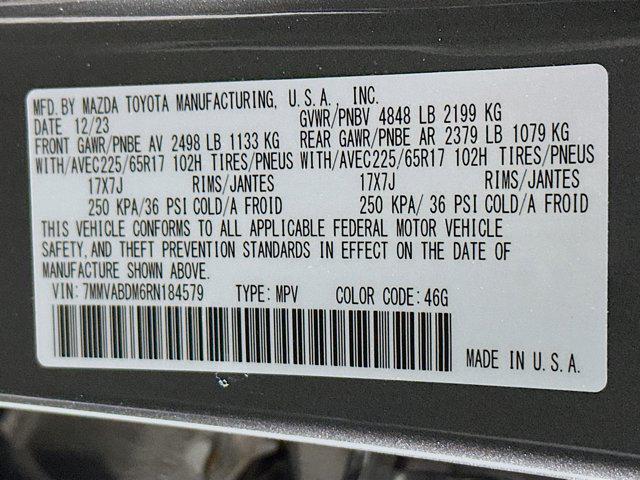 MFD.BY MAZDA TOYOTA MANUFACTURING, U.S.A., INC.
DATE 12/23 GVWR/PNBV 4848 LB 2199 KG
FRONT GAWR/PNBE AV 2498 LB 1133 KG REAR GAWR/PNBE AR 2379 LB 1079 KG
WITH/AVEC225/65R17 102H TIRES/PNEUS WITH/AVEC225/65R17 102H TIRES/PNEUS
17X7J RIMS/JANTES 17X7J RIMS/JANTES
250 KPA/36 PSI COLD/A FROID 250 KPA/ 36 PSI COLD/A FROID
THIS VEHICLE CONFORMS TO ALL APPLICABLE FEDERAL MOTOR VEHICLE
SAFETY,AND THEFT PREVENTION STANDARDS IN EFFECT ON THE DATE OF
MANUFACTURE SHOWN ABOVE.
VIN: 7MMVABDM6RN184579 TYPE: MPV COLOR CODE: 46G
MADE IN U.S.A.